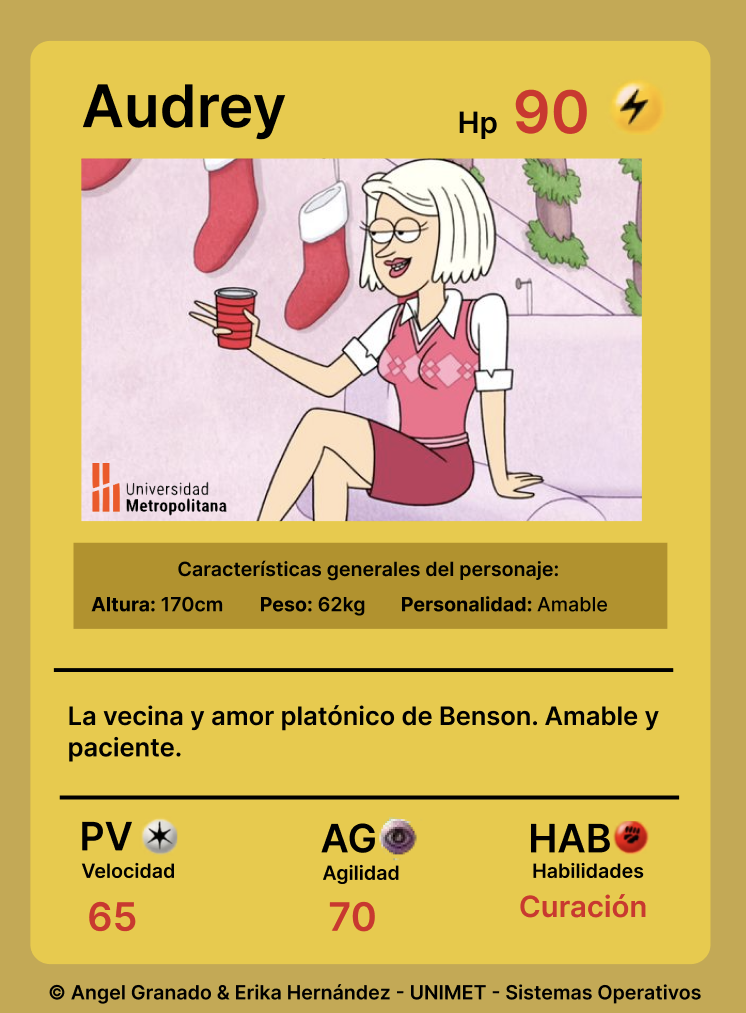 Audrey
Hp 90
Universidad
Metropolitana
Características generales del personaje:
Altura: 170cm Peso: 62kg Personalidad: Amable
La vecina y amor platónico de Benson. Amable y
paciente.
PV AG HAB
Velocidad Agilidad Habilidades
65 70 Curación
© Angel Granado & Erika Hernández - UNIMET - Sistemas Operativos